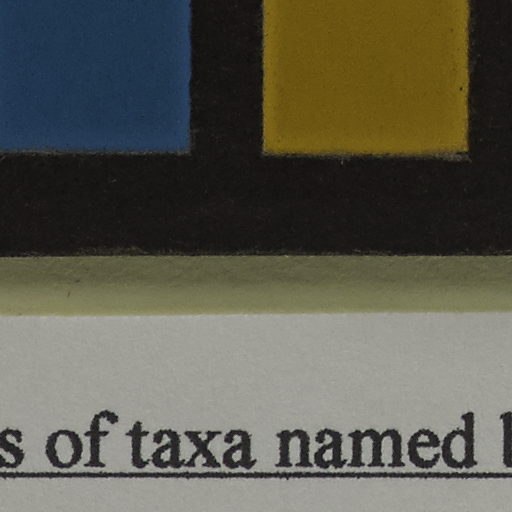 s of taxa named